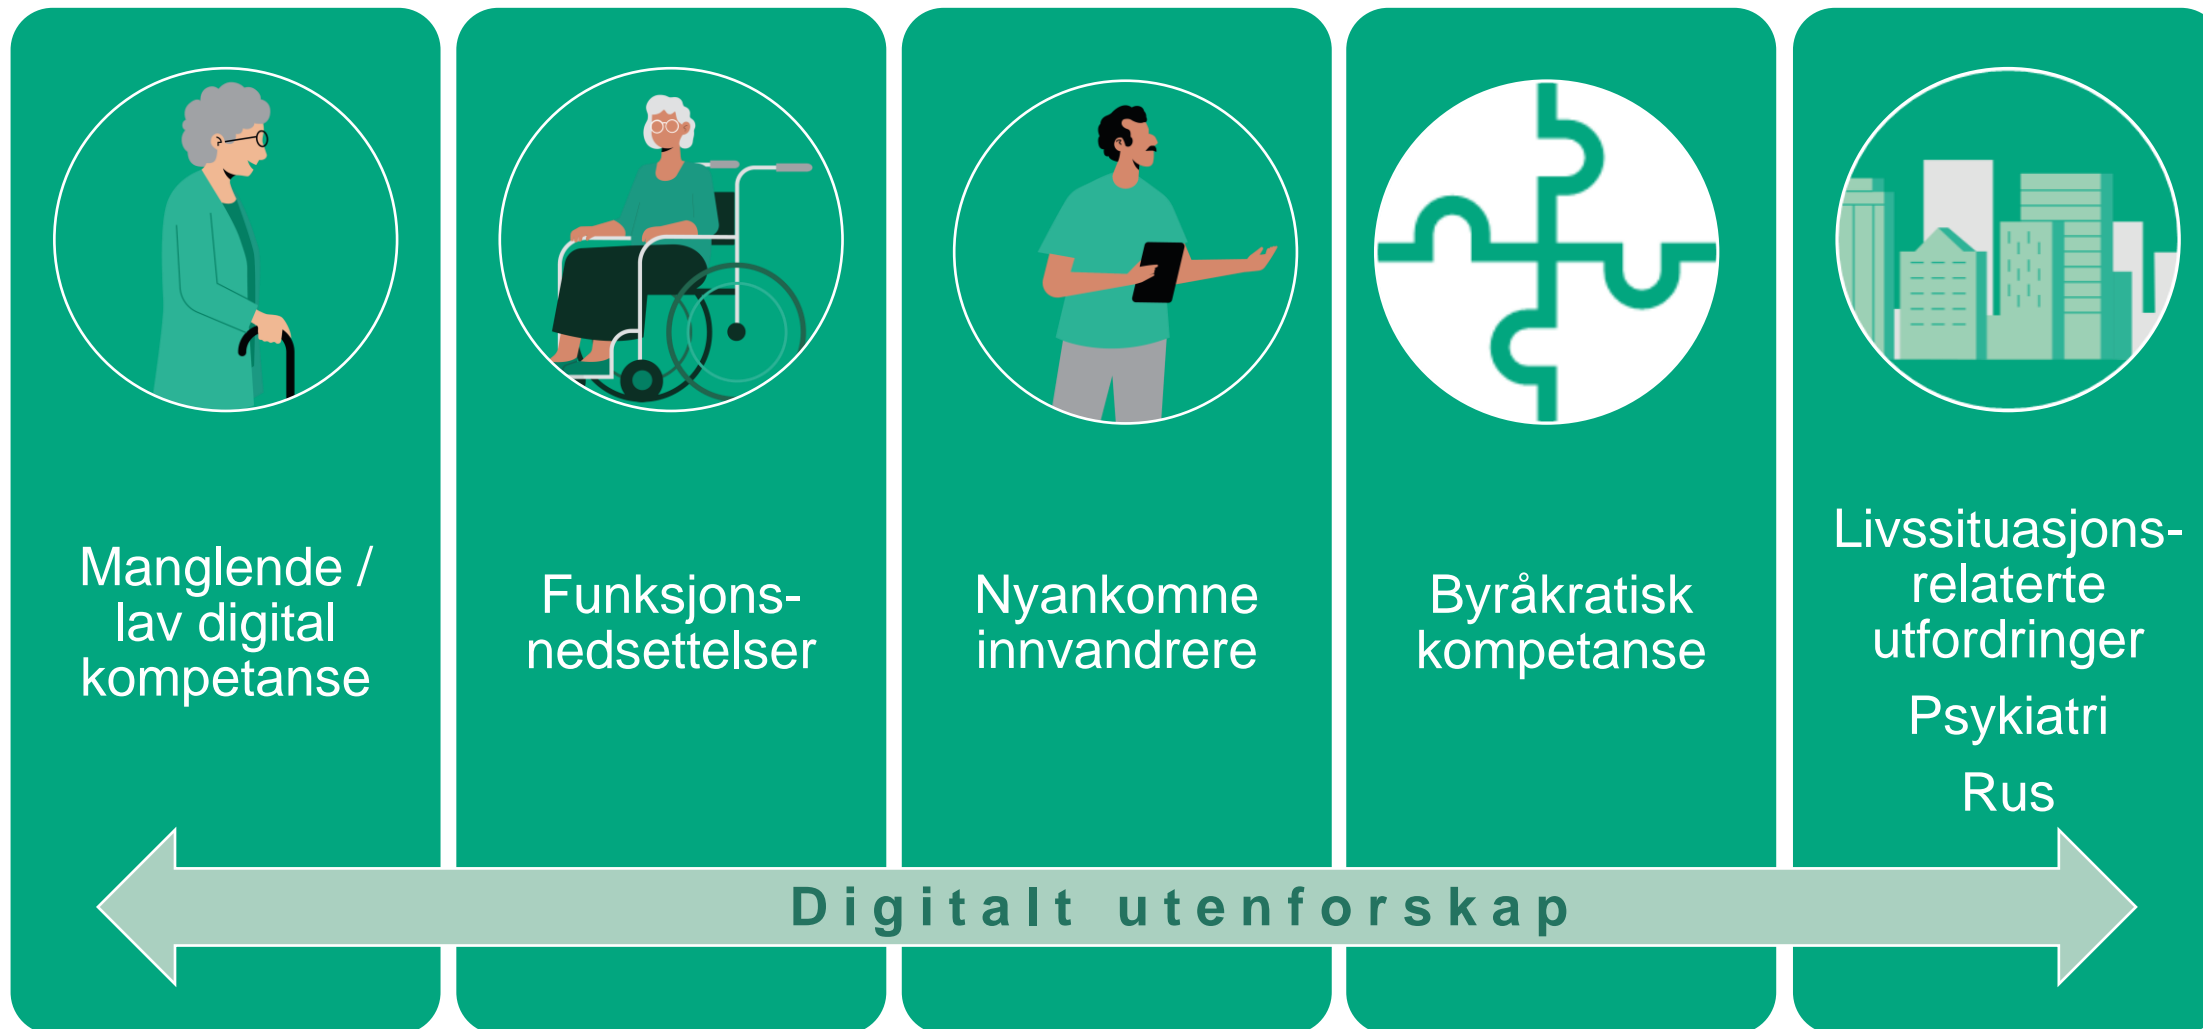 Manglende /
lav digital
kompetanse
Funksjons-
nedsettelser
Nyankomne
innvandrere
Byråkratisk
kompetanse
Livssituasjons-
relaterte
utfordringer
Psykiatri
Rus
Digitalt utenforskap